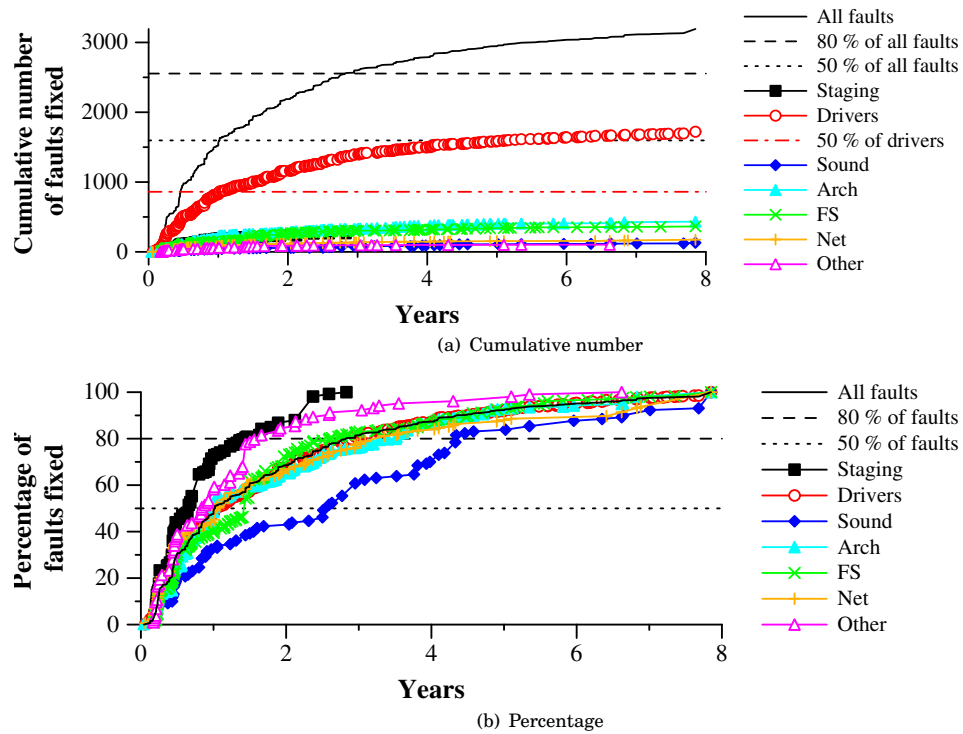 Cumulative number
of faults fixed
3000
2000
1000
0
0
2
4
6
8
Years
All faults
80 % of all faults
50 % of all faults
Staging
Drivers
50 % of drivers
Sound
Arch
FS
Net
Other
(a) Cumulative number
Percentage of
faults fixed
100
80
60
40
20
0
0
2
4
6
8
Years
All faults
80 % of faults
50 % of faults
Staging
Drivers
Sound
Arch
FS
Net
Other
(b) Percentage